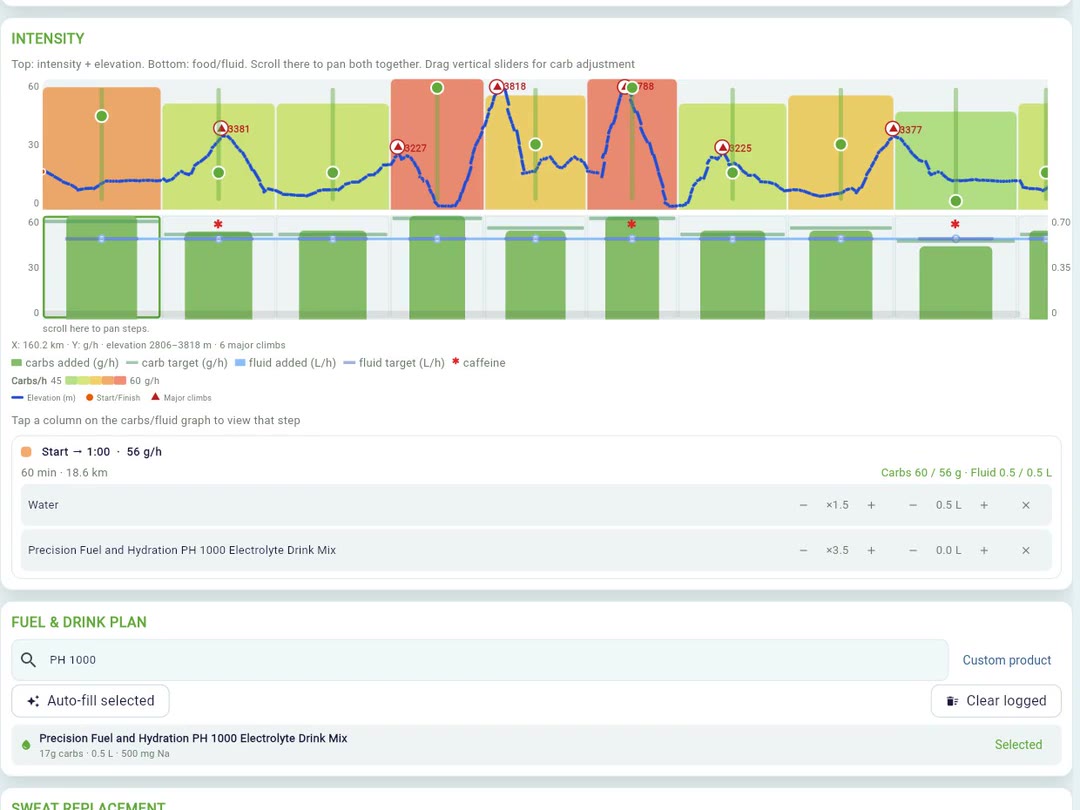 INTENSITY
Top: intensity + elevation. Bottom: food/fluid. Scroll there to pan both together. Drag vertical sliders for carb adjustment
60
30
0
3381
3227
3818
788
3225
3377
60
30
0
*
*
*
0.70
0.35
0
scroll here to pan steps.
X: 160.2 km · Y: g/h · elevation 2806–3818 m · 6 major climbs
carbs added (g/h) carb target (g/h) fluid added (L/h) fluid target (L/h) * caffeine
Carbs/h 45 60 g/h
Elevation (m) Start/Finish Major climbs
Tap a column on the carbs/fluid graph to view that step
Start → 1:00 · 56 g/h
60 min · 18.6 km Carbs 60 / 56 g · Fluid 0.5 / 0.5 L
Water − ×1.5 + − 0.5 L + ×
Precision Fuel and Hydration PH 1000 Electrolyte Drink Mix − ×3.5 + − 0.0 L + ×
FUEL & DRINK PLAN
PH 1000 Custom product
Auto-fill selected Clear logged
Precision Fuel and Hydration PH 1000 Electrolyte Drink Mix
17g carbs · 0.5 L · 500 mg Na Selected
SWEAT REPLACEMENT